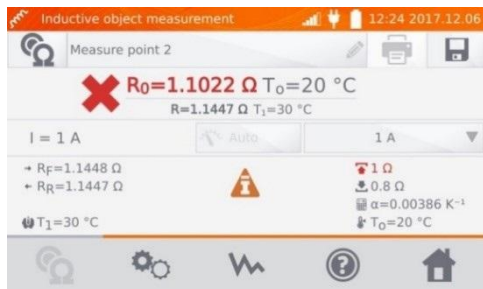 Inductive object measurement 12:24 2017.12.06
Measure point 2
R₀=1.1022 Ω T₀=20 °C
R=1.1447 Ω T₁=30 °C
I = 1 A Auto 1 A
→ RF=1.1448 Ω 1 Ω
← RR=1.1447 Ω 0.8 Ω
α=0.00386 K⁻¹
T₁=30 °C T₀=20 °C